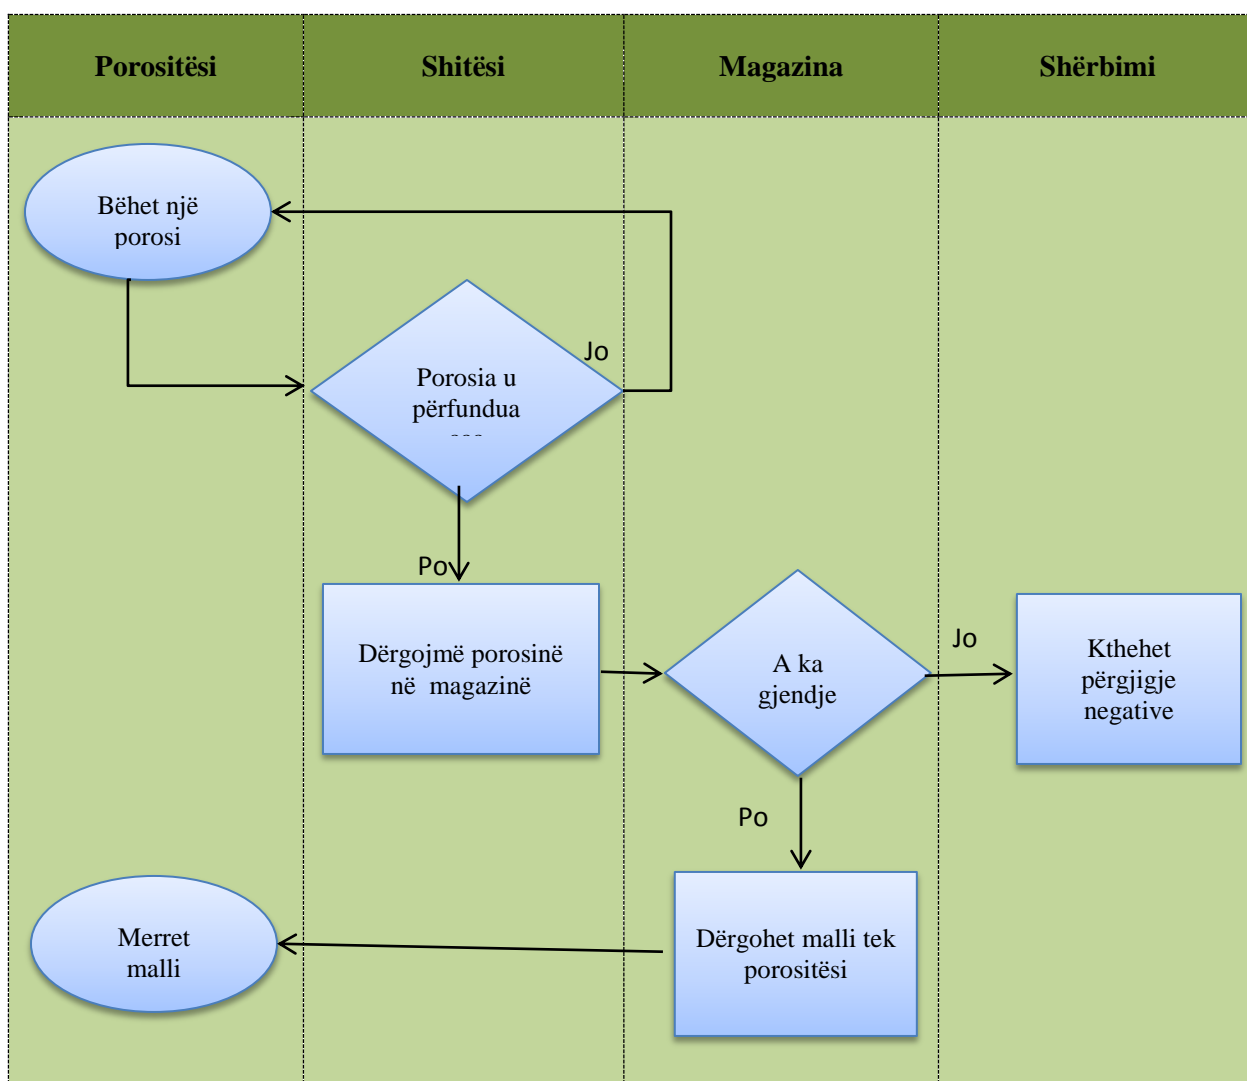 Porositësi
Shitësi
Magazina
Shërbimi
Bëhet një
porosi
Jo
Porosia u
përfundua
Po
Dërgojmë porosinë
në magazinë
A ka
gjendje
Jo
Kthehet
përgjigje
negative
Po
Merret
malli
Dërgohet malli tek
porositësi